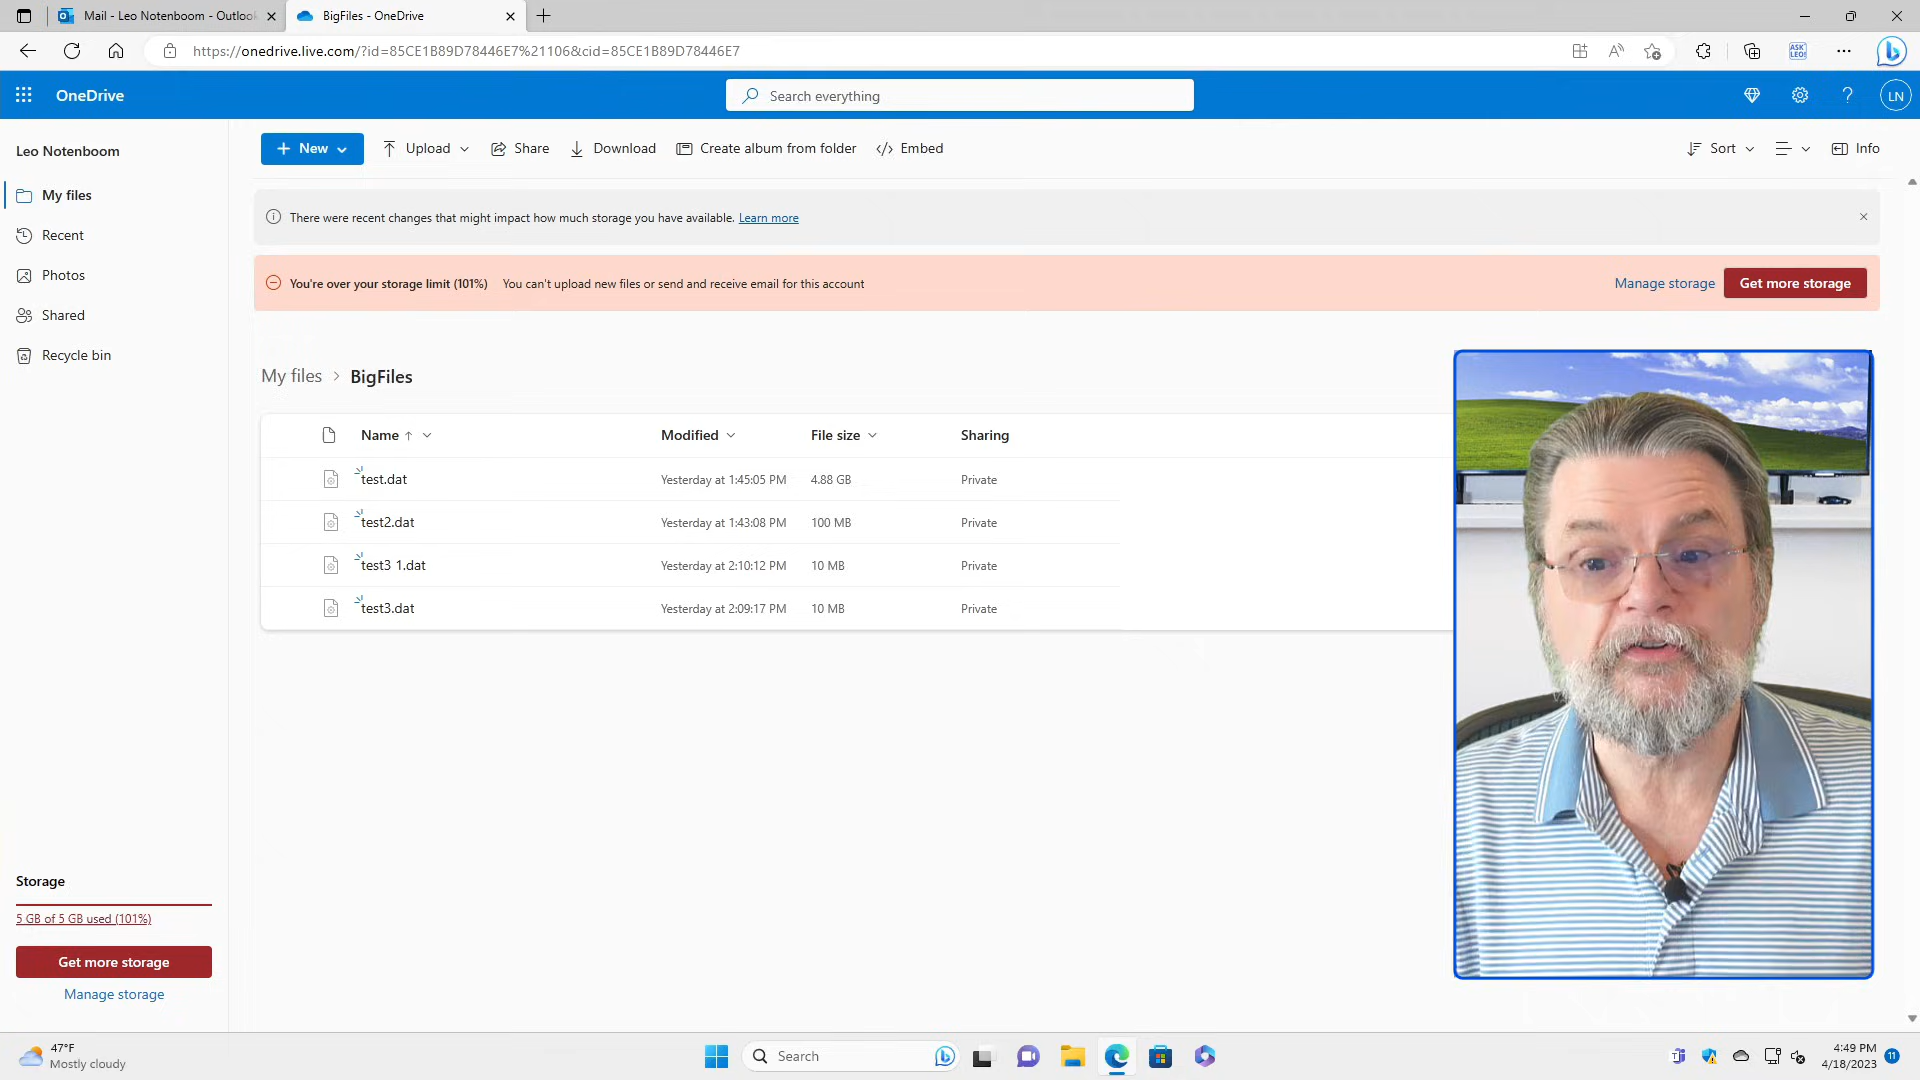 Mail - Leo Notenboom - Outlook
BigFiles - OneDrive
https://onedrive.live.com/?id=85CE1B89D78446E7%21106&cid=85CE1B89D78446E7
ASK LEO!
OneDrive
Search everything
LN
Leo Notenboom
My files
Recent
Photos
Shared
Recycle bin
New
Upload
Share
Download
Create album from folder
Embed
Sort
Info
There were recent changes that might impact how much storage you have available. Learn more
You're over your storage limit (101%) You can't upload new files or send and receive email for this account
Manage storage
Get more storage
My files > BigFiles
Name Modified File size Sharing
test.dat Yesterday at 1:45:05 PM 4.88 GB Private
test2.dat Yesterday at 1:43:08 PM 100 MB Private
test3 1.dat Yesterday at 2:10:12 PM 10 MB Private
test3.dat Yesterday at 2:09:17 PM 10 MB Private
Storage
5 GB of 5 GB used (101%)
Get more storage
Manage storage
47°F
Mostly cloudy
Search
4:49 PM
4/18/2023
11